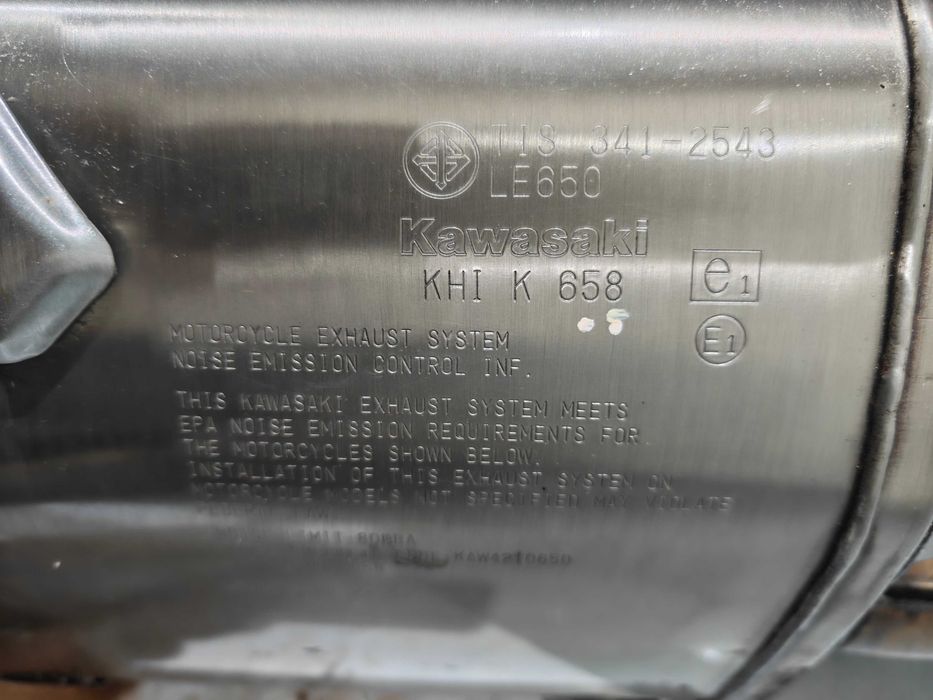 TIS 341-2543
LE650
Kawasaki
KHI K 658
e1
E1
MOTORCYCLE EXHAUST SYSTEM
NOISE EMISSION CONTROL INF.
THIS KAWASAKI EXHAUST SYSTEM MEETS
EPA NOISE EMISSION REQUIREMENTS FOR
THE MOTORCYCLES SHOWN BELOW.
INSTALLATION OF THIS EXHAUST SYSTEM ON
MOTORCYCLE MODELS NOT SPECIFIED MAY VIOLATE
80DBA